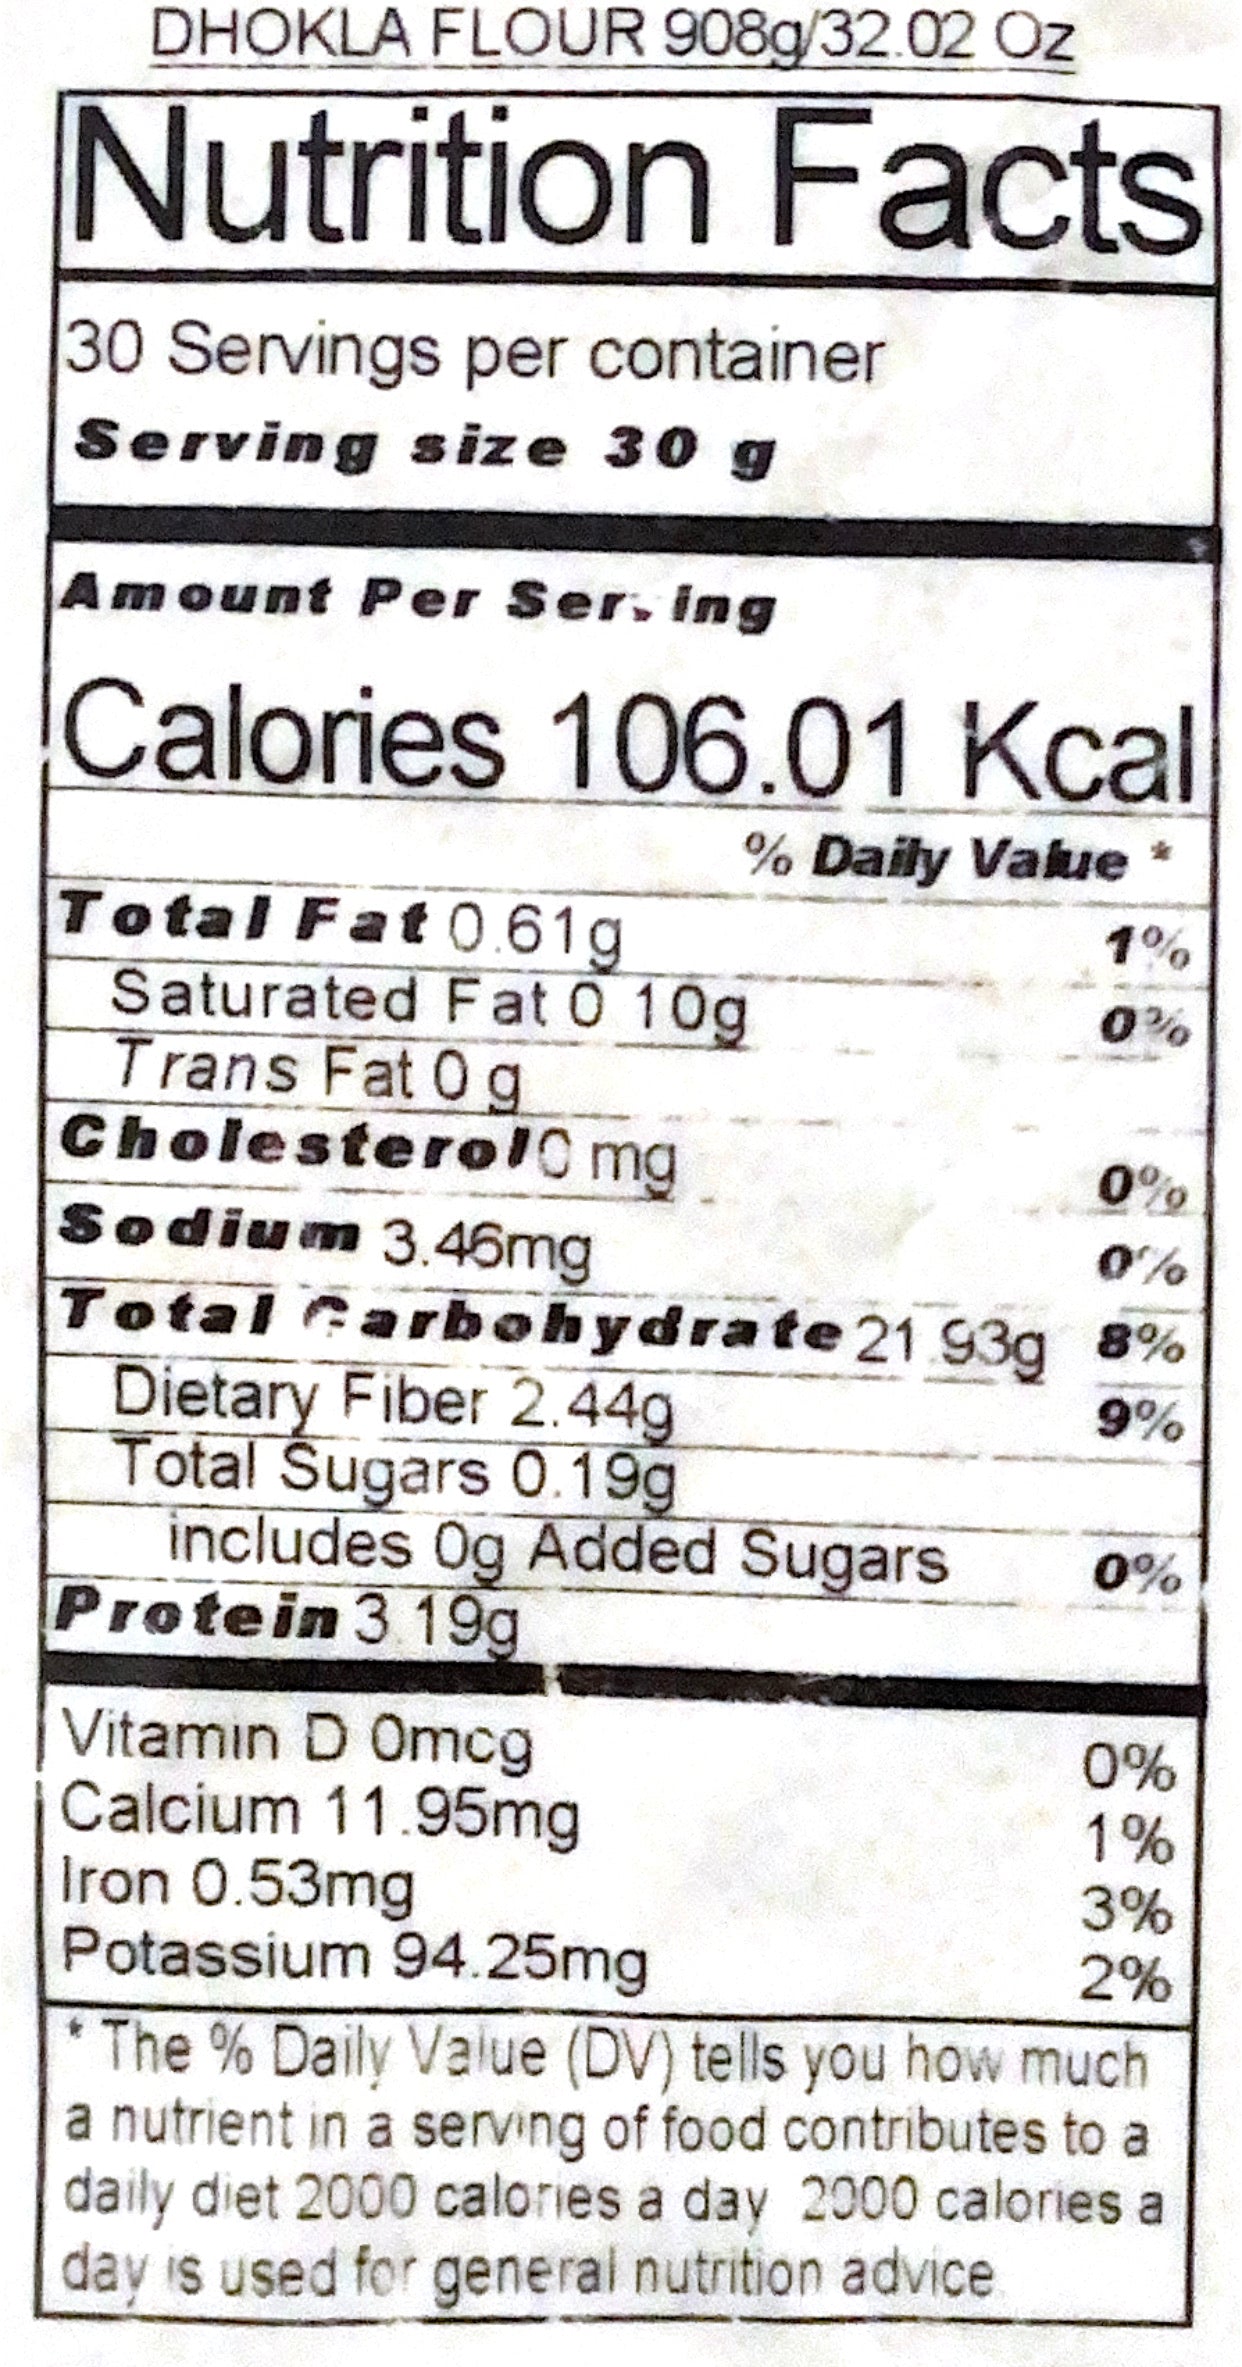 DHOKLA FLOUR 908g/32.02 Oz
Nutrition Facts
30 Servings per container
Serving size 30 g
Amount Per Serving
Calories 106.01 Kcal
% Daily Value *
Total Fat 0.61g 1%
Saturated Fat 0 10g 0%
Trans Fat 0 g
Cholesterol 0 mg 0%
Sodium 3.46mg 0%
Total Carbohydrate 21.93g 8%
Dietary Fiber 2.44g 9%
Total Sugars 0.19g
includes 0g Added Sugars 0%
Protein 3 19g
Vitamin D 0mcg 0%
Calcium 11.95mg 1%
Iron 0.53mg 3%
Potassium 94.25mg 2%
* The % Daily Value (DV) tells you how much
a nutrient in a serving of food contributes to a
daily diet 2000 calories a day 2000 calories a
day is used for general nutrition advice